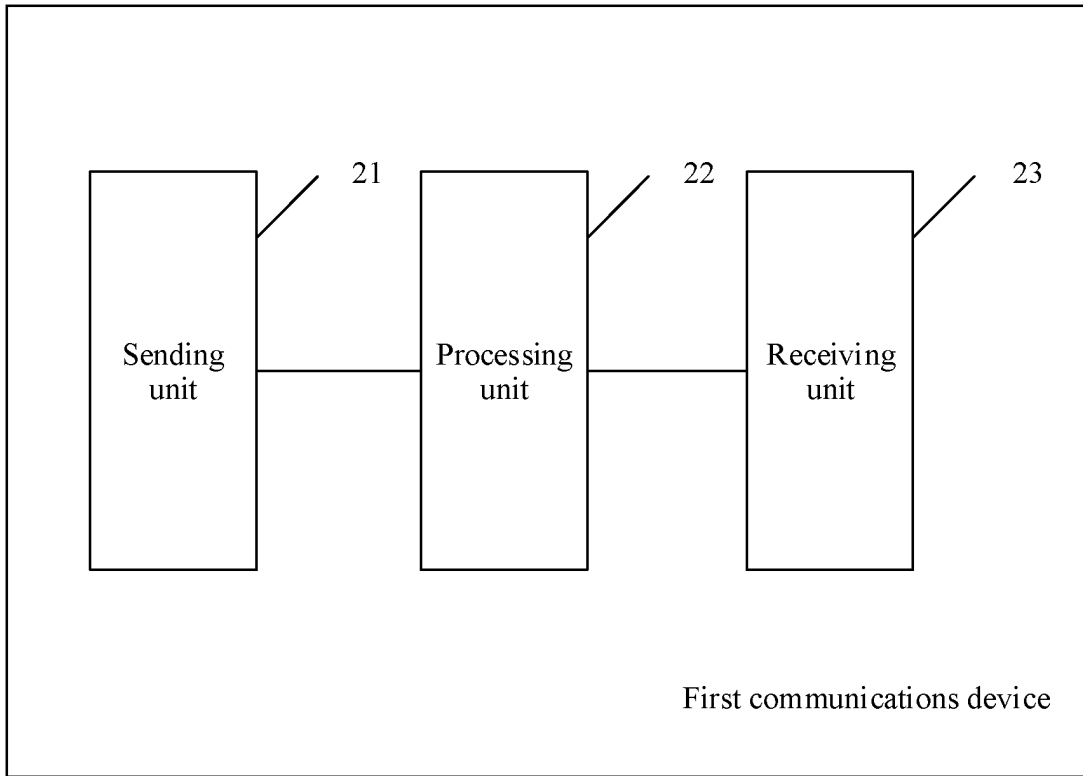 21
22
23
Sending
unit
Processing
unit
Receiving
unit
First communications device